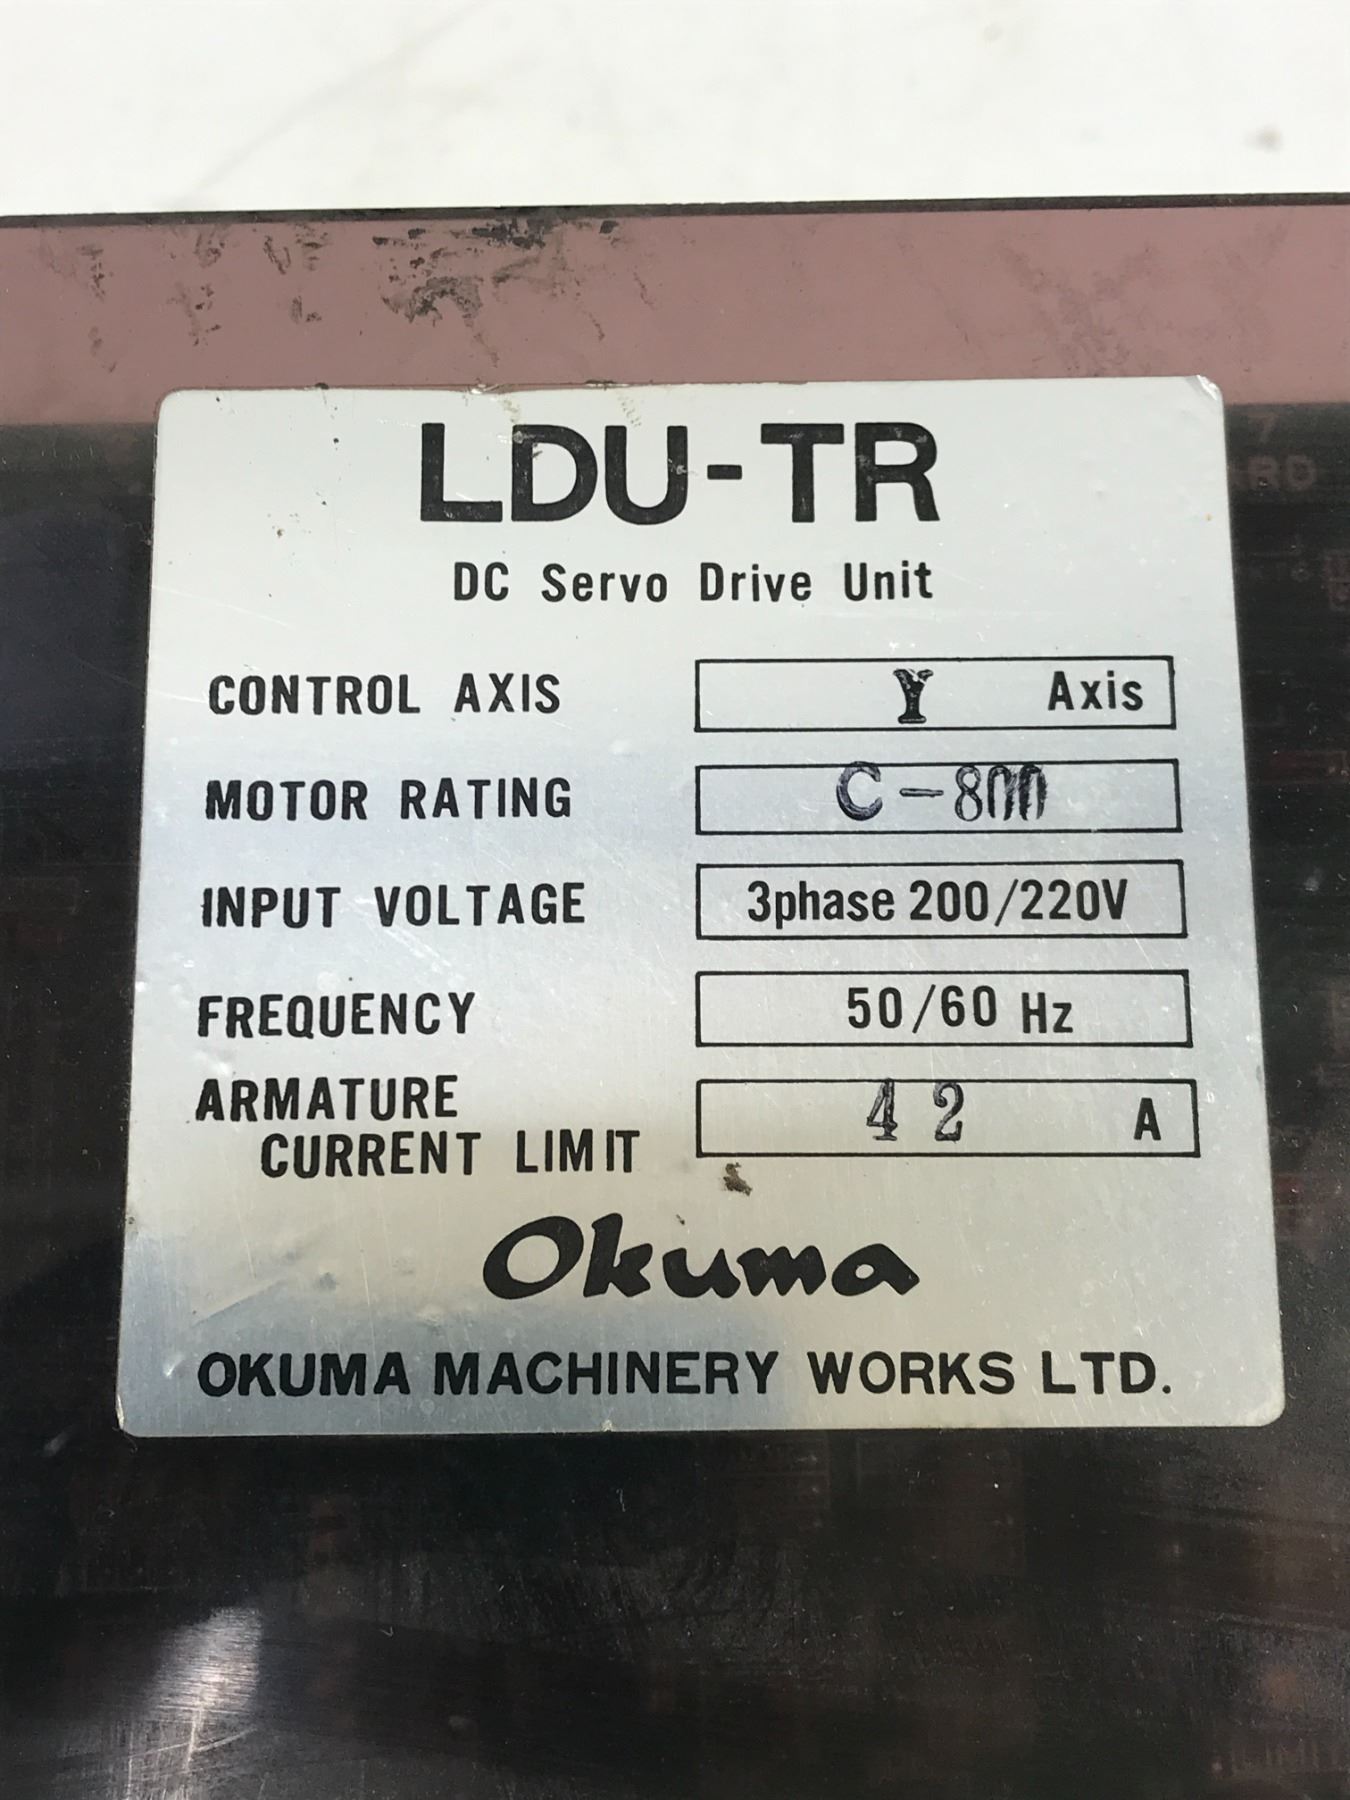 LDU-TR
DC Servo Drive Unit
CONTROL AXIS Y Axis
MOTOR RATING C-800
INPUT VOLTAGE 3phase 200/220V
FREQUENCY 50/60 Hz
ARMATURE
CURRENT LIMIT 42 A
Okuma
OKUMA MACHINERY WORKS LTD.